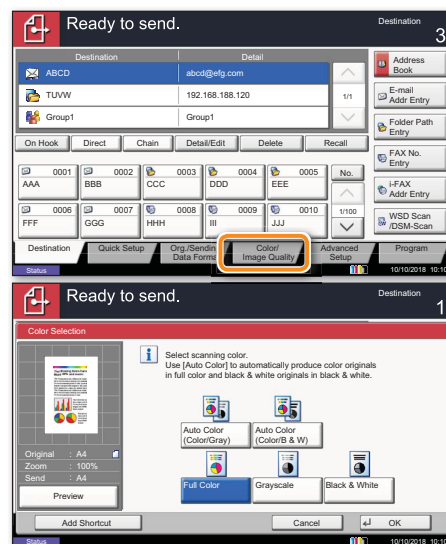 Ready to send.
Destination
3
Destination Detail
ABCD abcd@efg.com
TUVW 192.168.188.120
Group1 Group1
1/1
Address
Book
E-mail
Addr Entry
Folder Path
Entry
FAX No.
Entry
i-FAX
Addr Entry
WSD Scan
/DSM-Scan
On Hook Direct Chain Detail/Edit Delete Recall
0001 0002 0003 0004 0005 No.
AAA BBB CCC DDD EEE
0006 0007 0008 0009 0010 1/100
FFF GGG HHH III JJJ
Destination Quick Setup Org./Sending
Data Format Color/
Image Quality Advanced
Setup Program
Status 10/10/2018 10:10
Ready to send.
Destination
1
Color Selection
Select scanning color.
Use [Auto Color] to automatically produce color originals
in full color and black & white originals in black & white.
Auto Color
(Color/Gray)
Auto Color
(Color/B & W)
Full Color Grayscale Black & White
Original : A4
Zoom : 100%
Send : A4
Preview
Add Shortcut Cancel OK
Status 10/10/2018 10:10